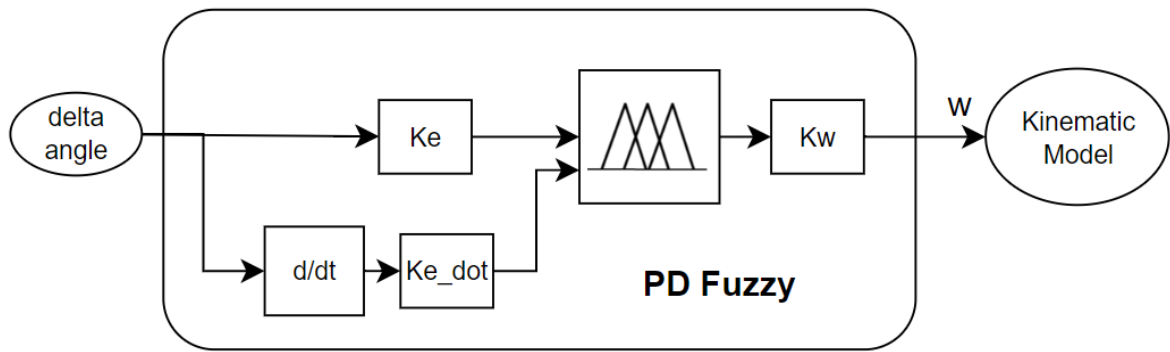 delta
angle
Ke
Kw
W
Kinematic
Model
d/dt
Ke_dot
PD Fuzzy